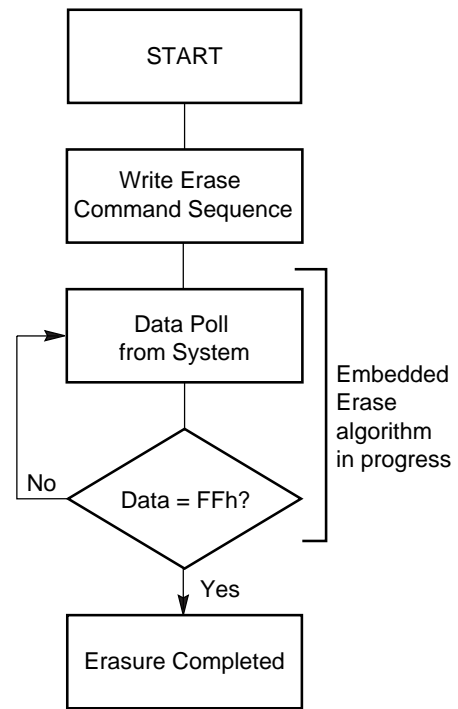 START
Write Erase
Command Sequence
Data Poll
from System
Embedded
Erase
algorithm
in progress
No
Data = FFh?
Yes
Erasure Completed